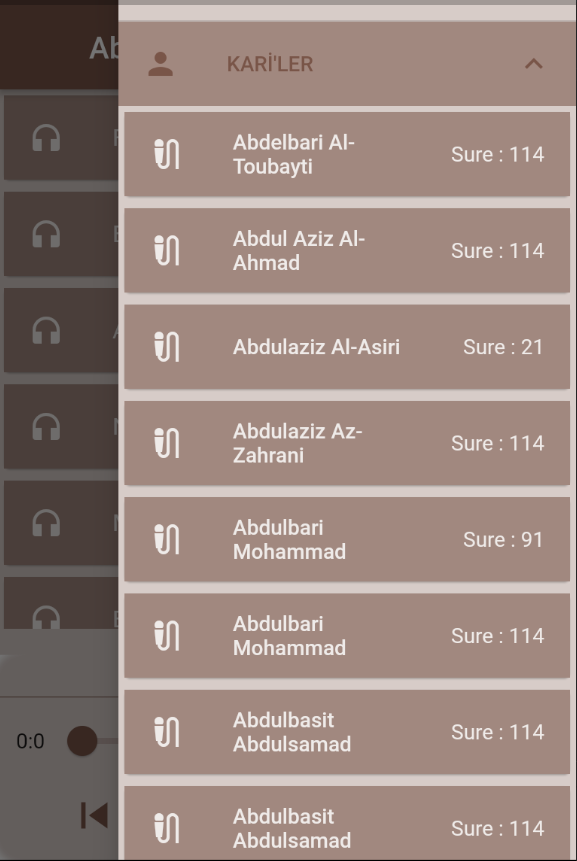 Ab
KARİ'LER
Abdelbari Al-
Toubayti
Sure : 114
Abdul Aziz Al-
Ahmad
Sure : 114
Abdulaziz Al-Asiri
Sure : 21
Abdulaziz Az-
Zahrani
Sure : 114
Abdulbari
Mohammad
Sure : 91
Abdulbari
Mohammad
Sure : 114
Abdulbasit
Abdulsamad
Sure : 114
Abdulbasit
Abdulsamad
Sure : 114
0:0